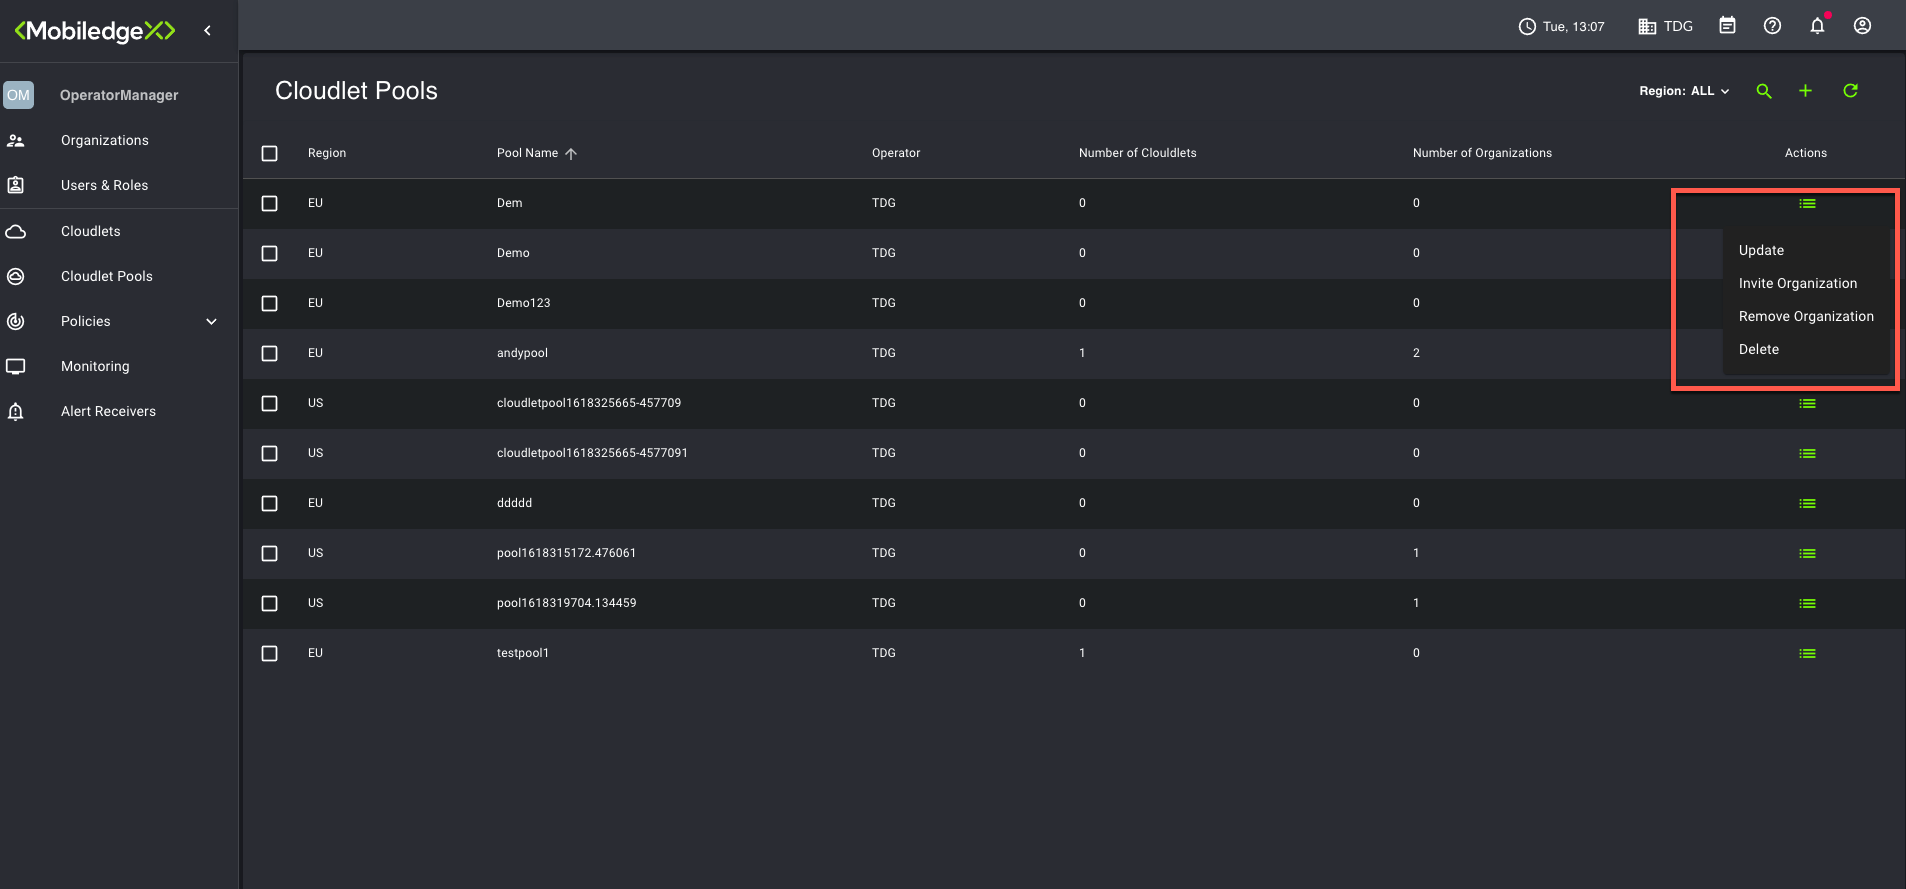 <MobiledgeX>
Tue, 13:07 TDG
OM OperatorManager
Organizations
Users & Roles
Cloudlets
Cloudlet Pools
Policies
Monitoring
Alert Receivers
Cloudlet Pools
Region: ALL
Region Pool Name Operator Number of Clouldlets Number of Organizations Actions
EU Dem TDG 0 0
EU Demo TDG 0 0
EU Demo123 TDG 0 0
EU andypool TDG 1 2
US cloudletpool1618325665-457709 TDG 0 0
US cloudletpool1618325665-4577091 TDG 0 0
EU ddddd TDG 0 0
US pool1618315172.476061 TDG 0 1
US pool1618319704.134459 TDG 0 1
EU testpool1 TDG 1 0
Update
Invite Organization
Remove Organization
Delete